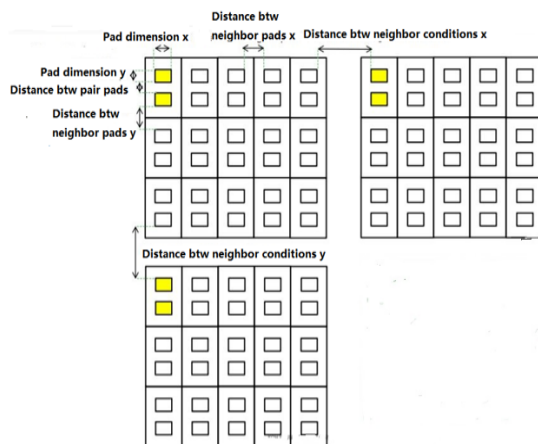 Distance btw
neighbor pads x
Pad dimension x
Distance btw neighbor conditions x
Pad dimension y
Distance btw pair pads
Distance btw
neighbor pads y
Distance btw neighbor conditions y